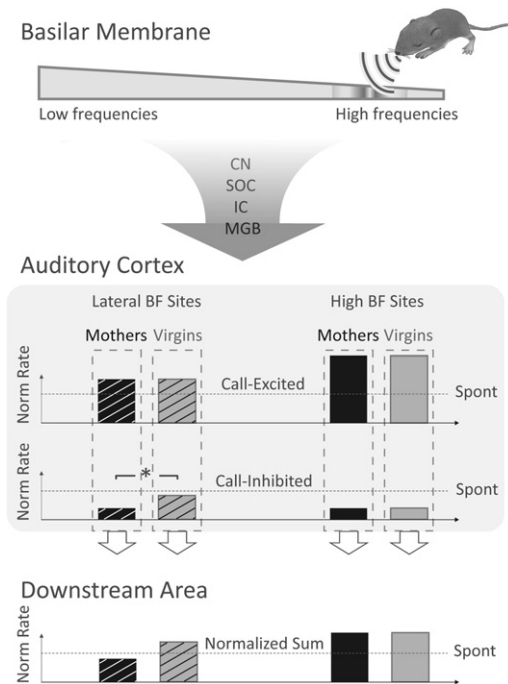 Basilar Membrane
Low frequencies High frequencies
CN
SOC
IC
MGB
Auditory Cortex
Lateral BF Sites High BF Sites
Mothers Virgins Mothers Virgins
Norm Rate Call-Excited Spont
Norm Rate * Call-Inhibited Spont
Downstream Area
Norm Rate Normalized Sum Spont